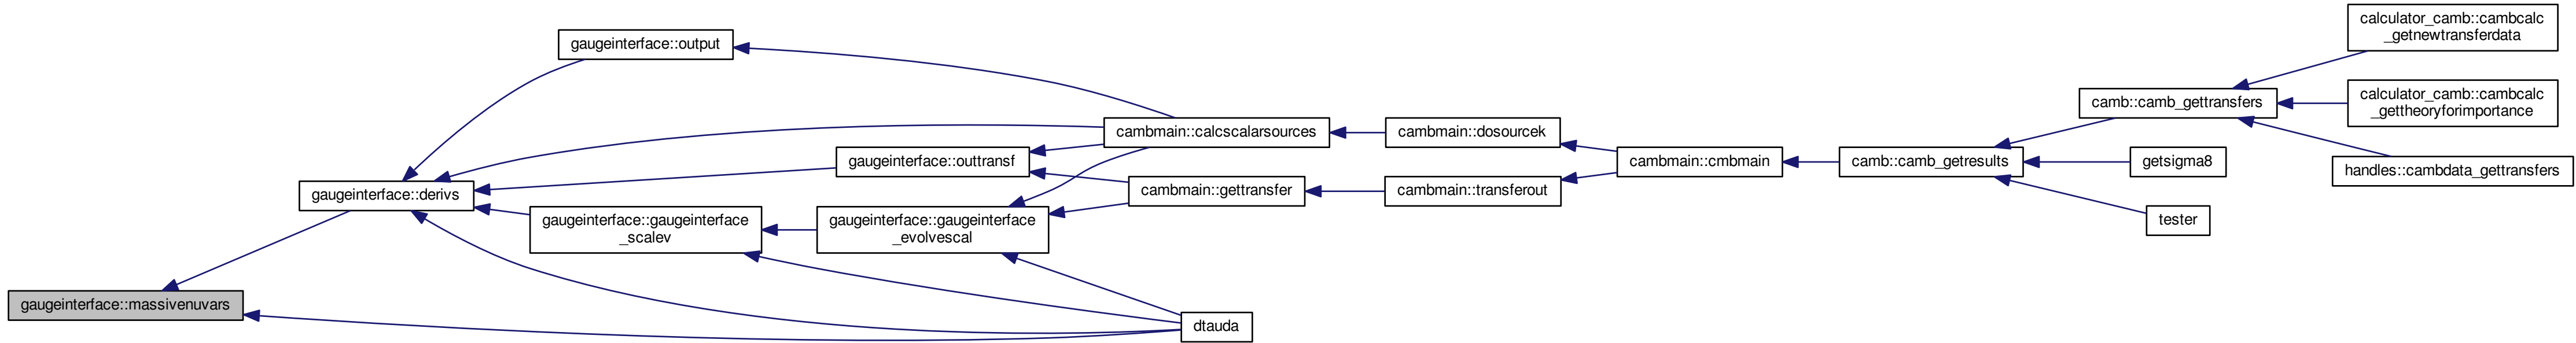 gaugeinterface::massivenuvars
gaugeinterface::derivs
gaugeinterface::output
gaugeinterface::outtransf
gaugeinterface::gaugeinterface
_scalev
gaugeinterface::gaugeinterface
_evolvescal
cambmain::calcscalarsources
cambmain::gettransfer
dtauda
cambmain::dosourcek
cambmain::transferout
cambmain::cmbmain
camb::camb_getresults
camb::camb_gettransfers
getsigma8
tester
calculator_camb::cambcalc
_getnewtransferdata
calculator_camb::cambcalc
_gettheoryforimportance
handles::cambdata_gettransfers